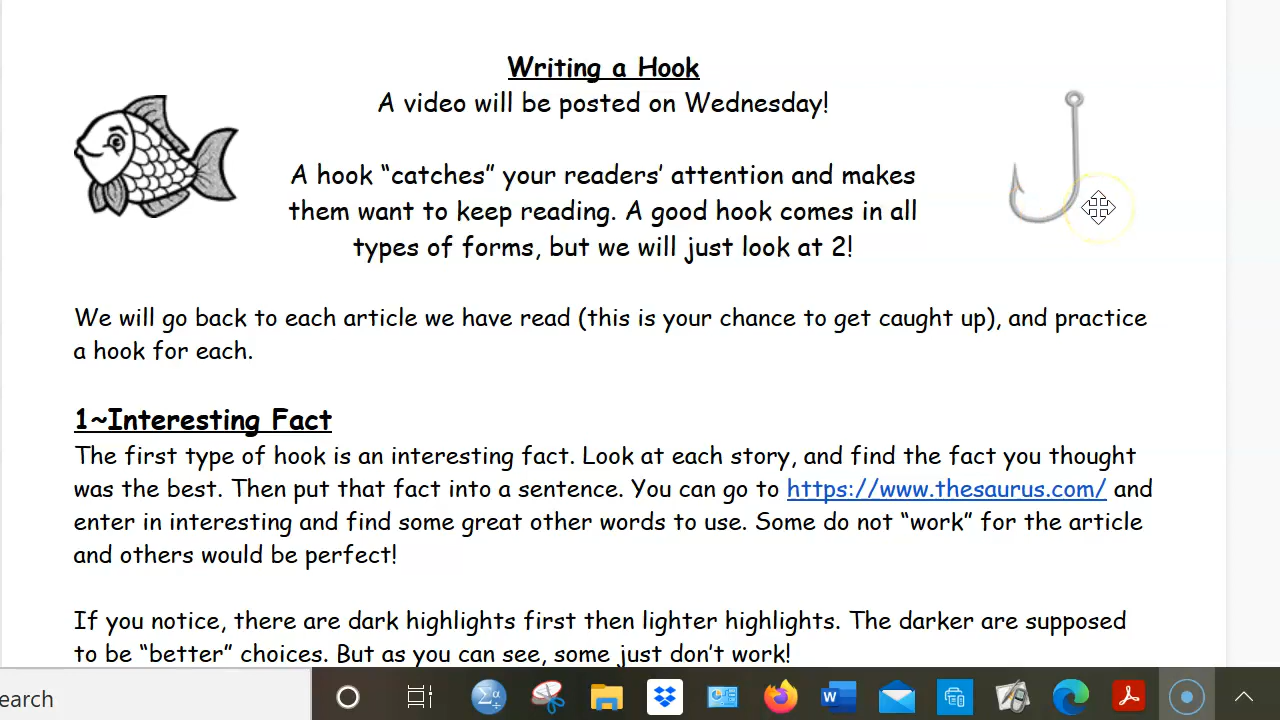 Writing a Hook
A video will be posted on Wednesday!
A hook “catches” your readers’ attention and makes
them want to keep reading. A good hook comes in all
types of forms, but we will just look at 2!
We will go back to each article we have read (this is your chance to get caught up), and practice
a hook for each.
1~Interesting Fact
The first type of hook is an interesting fact. Look at each story, and find the fact you thought
was the best. Then put that fact into a sentence. You can go to https://www.thesaurus.com/ and
enter in interesting and find some great other words to use. Some do not “work” for the article
and others would be perfect!
If you notice, there are dark highlights first then lighter highlights. The darker are supposed
to be “better” choices. But as you can see, some just don’t work!
earch